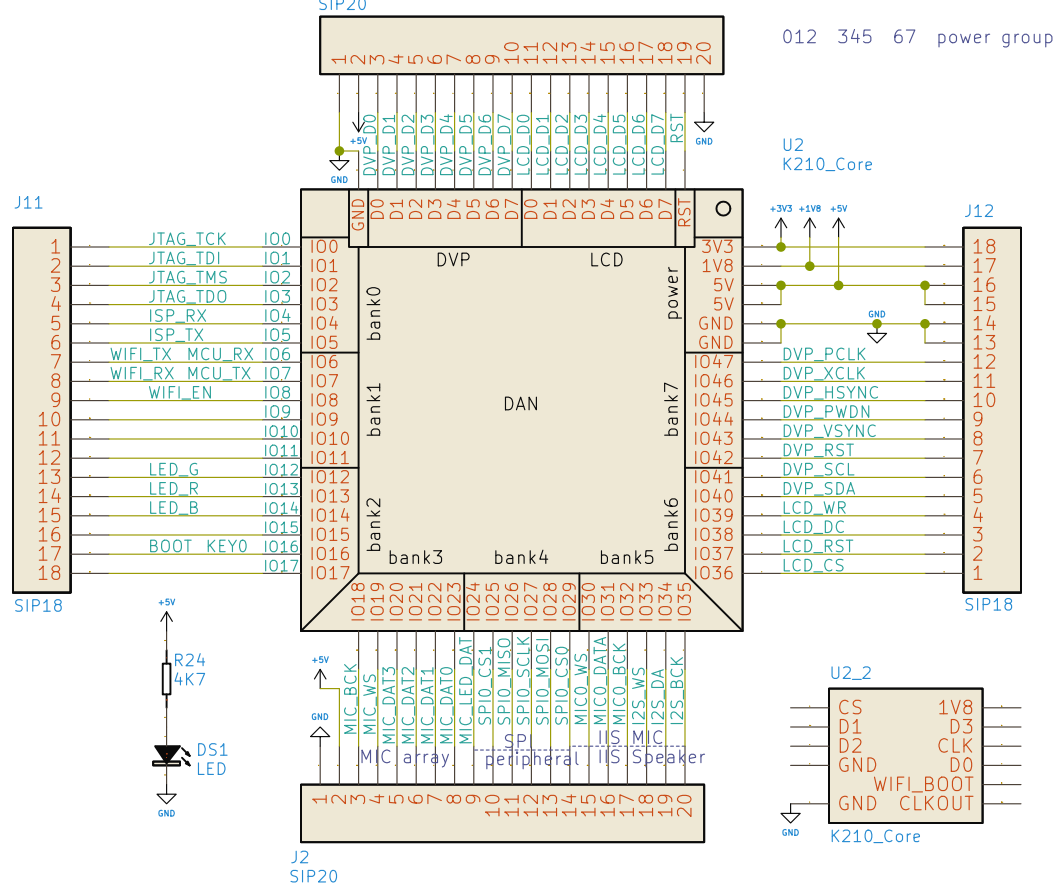 SIP20
012 345 67 power group
1 2 3 4 5 6 7 8 9 10 11 12 13 14 15 16 17 18 19 20
+5V
GND
DVP_D0
DVP_D1
DVP_D2
DVP_D3
DVP_D4
DVP_D5
DVP_D6
DVP_D7
LCD_D0
LCD_D1
LCD_D2
LCD_D3
LCD_D4
LCD_D5
LCD_D6
LCD_D7
RST
GND
U2
K210_Core
GND D0 D1 D2 D3 D4 D5 D6 D7 D0 D1 D2 D3 D4 D5 D6 D7 RST
DVP LCD
J11
1 JTAG_TCK IO0 IO0
2 JTAG_TDI IO1 IO1
3 JTAG_TMS IO2 IO2
4 JTAG_TDO IO3 IO3
5 ISP_RX IO4 IO4
6 ISP_TX IO5 IO5
7 WIFI_TX MCU_RX IO6 IO6
8 WIFI_RX MCU_TX IO7 IO7
9 WIFI_EN IO8 IO8
10 IO9 IO9
11 IO10 IO10
12 IO11 IO11
13 LED_G IO12 IO12
14 LED_R IO13 IO13
15 LED_B IO14 IO14
16 IO15 IO15
17 BOOT KEY0 IO16 IO16
18 IO17 IO17
SIP18
bank0
bank1
bank2
bank3 bank4 bank5
bank6
bank7
power
DAN
+3V3 +1V8 +5V
J12
3V3 18
1V8 17
5V 16
5V 15
GND GND 14
GND 13
IO47 DVP_PCLK 12
IO46 DVP_XCLK 11
IO45 DVP_HSYNC 10
IO44 DVP_PWDN 9
IO43 DVP_VSYNC 8
IO42 DVP_RST 7
IO41 DVP_SCL 6
IO40 DVP_SDA 5
IO39 LCD_WR 4
IO38 LCD_DC 3
IO37 LCD_RST 2
IO36 LCD_CS 1
SIP18
IO18 IO19 IO20 IO21 IO22 IO23 IO24 IO25 IO26 IO27 IO28 IO29 IO30 IO31 IO32 IO33 IO34 IO35
+5V
GND
MIC_BCK
MIC_WS
MIC_DAT3
MIC_DAT2
MIC_DAT1
MIC_DAT0
MIC_LED_DAT
SPI0_CS1
SPI0_MISO
SPI0_SCLK
SPI0_MOSI
SPI0_CS0
MIC0_WS
MIC0_DATA
MIC0_BCK
I2S_WS
I2S_DA
I2S_BCK
MIC array
SPI
peripheral
IIS MIC
IIS Speaker
1 2 3 4 5 6 7 8 9 10 11 12 13 14 15 16 17 18 19 20
J2
SIP20
+5V
R24
4K7
DS1
LED
GND
U2_2
CS 1V8
D1 D3
D2 CLK
GND D0
WIFI_BOOT
GND CLKOUT
GND
K210_Core